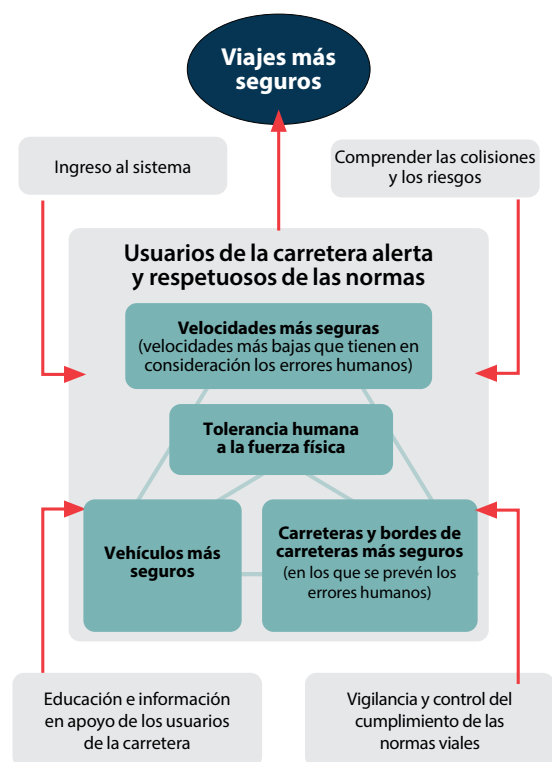 Viajes más
seguros
Ingreso al sistema
Comprender las colisiones
y los riesgos
Usuarios de la carretera alerta
y respetuosos de las normas
Velocidades más seguras
(velocidades más bajas que tienen en
consideración los errores humanos)
Tolerancia humana
a la fuerza física
Vehículos más
seguros
Carreteras y bordes de
carreteras más seguros
(en los que se prevén los
errores humanos)
Educación e información
en apoyo de los usuarios
de la carretera
Vigilancia y control del
cumplimiento de las
normas viales